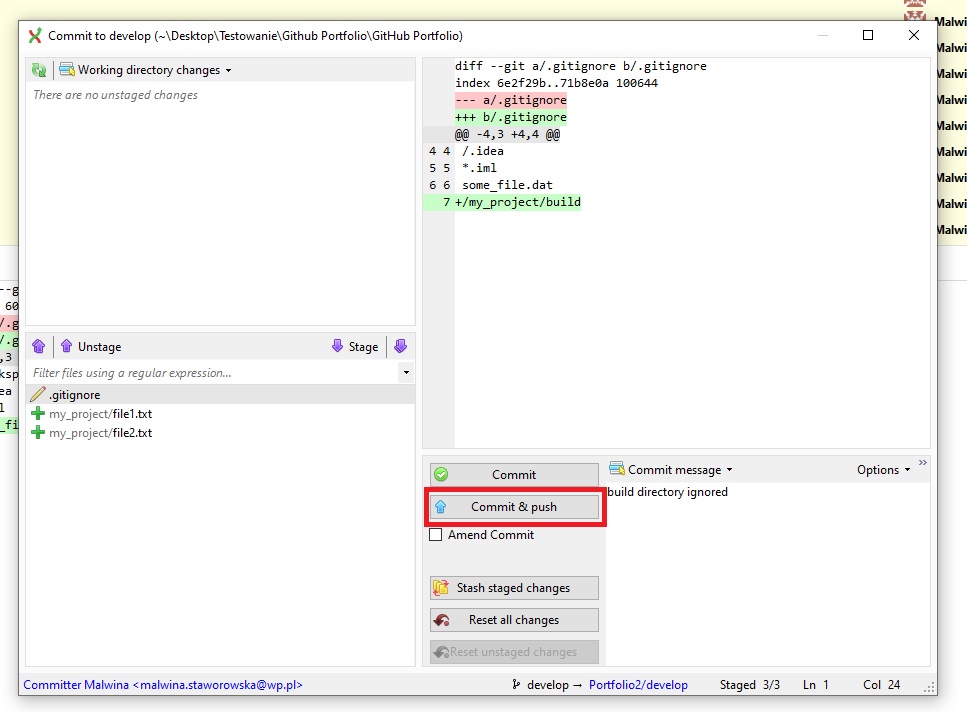 Commit to develop (~\Desktop\Testowanie\Github Portfolio\GitHub Portfolio)
Working directory changes
There are no unstaged changes
Unstage
Stage
Filter files using a regular expression...
.gitignore
my_project/file1.txt
my_project/file2.txt
diff --git a/.gitignore b/.gitignore
index 6e2f29b..71b8e0a 100644
--- a/.gitignore
+++ b/.gitignore
@@ -4,3 +4,4 @@
4 4 /.idea
5 5 *.iml
6 6 some_file.dat
7 +/my_project/build
Commit
Commit & push
Amend Commit
Stash staged changes
Reset all changes
Reset unstaged changes
Commit message
Options
build directory ignored
Committer Malwina <malwina.staworowska@wp.pl>
develop → Portfolio2/develop
Staged 3/3
Ln 1
Col 24
Malwi
Malwi
Malwi
Malwi
Malwi
Malwi
Malwi
Malwi
Malwi